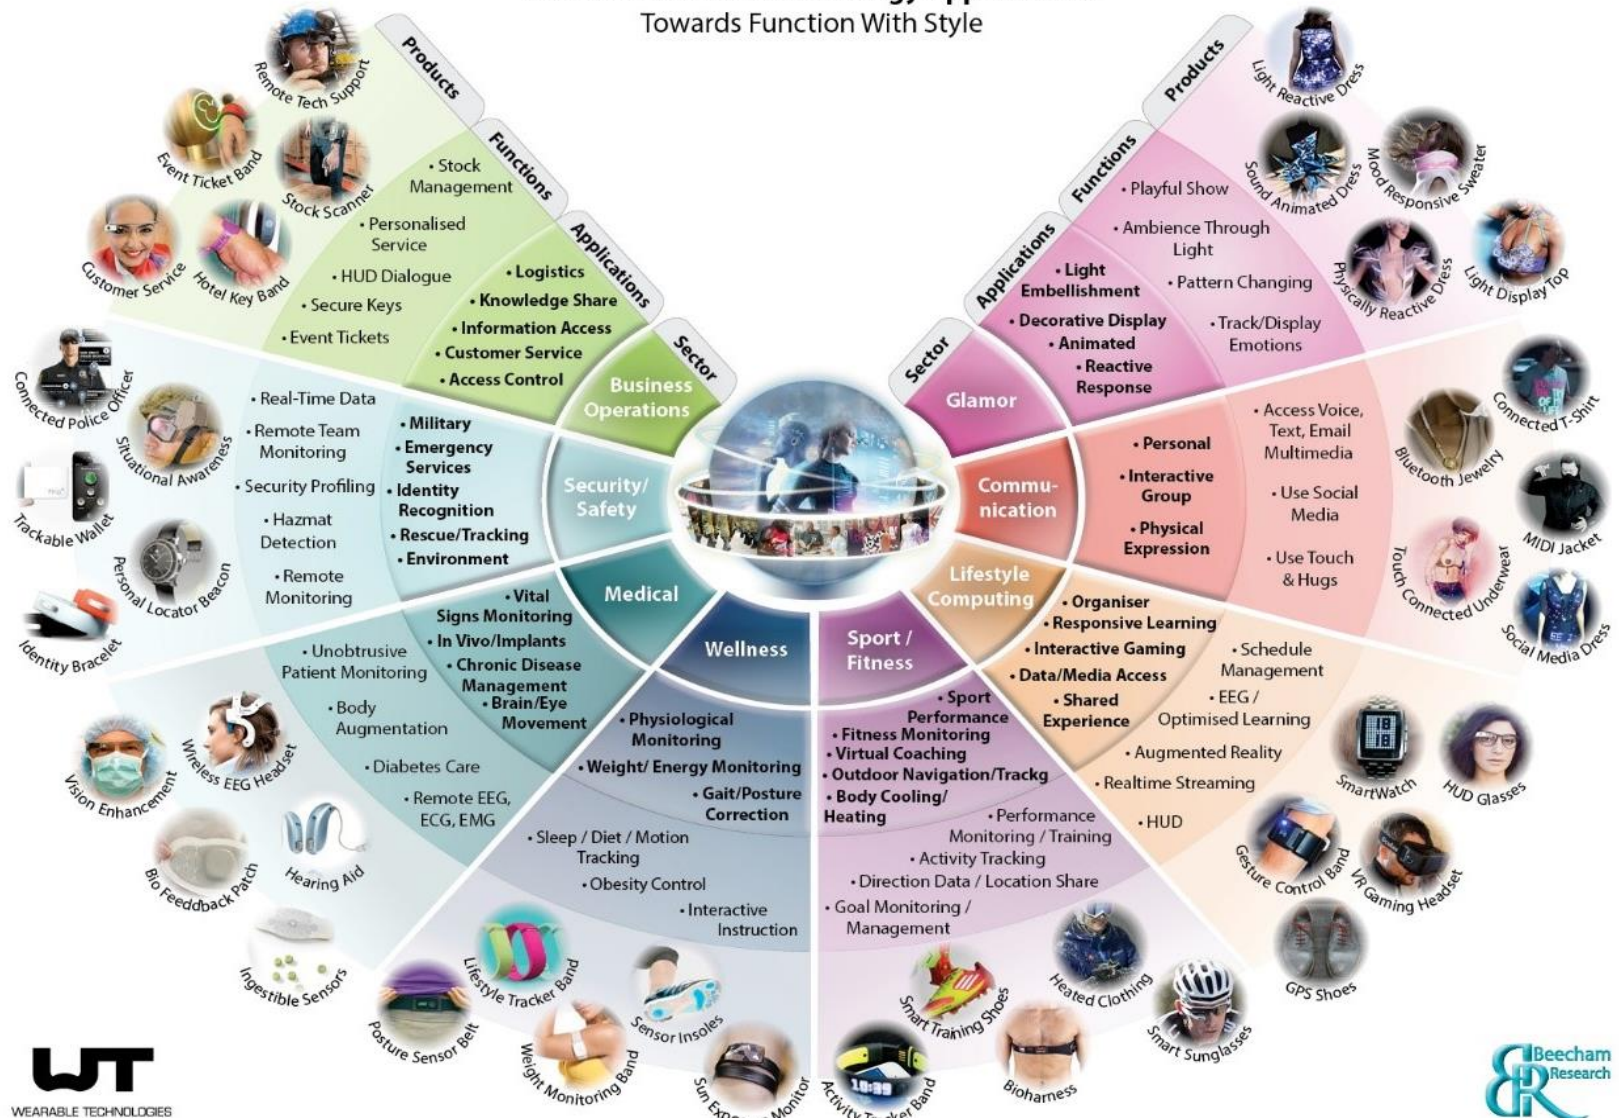 Towards Function With Style
Products
Functions
Applications
Sector
Remote Tech Support
Event Ticket Band
Stock Scanner
Customer Service
Hotel Key Band
• Stock
Management
• Personalised
Service
• HUD Dialogue
• Secure Keys
• Event Tickets
• Logistics
• Knowledge Share
• Information Access
• Customer Service
• Access Control
Business
Operations
Connected Police Officer
Situational Awareness
Trackable Wallet
Personal Locator Beacon
Identity Bracelet
• Real-Time Data
• Remote Team
Monitoring
• Security Profiling
• Hazmat
Detection
• Remote
Monitoring
• Military
• Emergency
Services
• Identity
Recognition
• Rescue/Tracking
• Environment
Security/
Safety
Vision Enhancement
Wireless EEG Headset
Bio Feeddback Patch
Hearing Aid
Ingestible Sensors
• Unobtrusive
Patient Monitoring
• Body
Augmentation
• Diabetes Care
• Remote EEG,
ECG, EMG
• Vital
Signs Monitoring
• In Vivo/Implants
• Chronic Disease
Management
• Brain/Eye
Movement
Medical
Wellness
• Physiological
Monitoring
• Weight/ Energy Monitoring
• Gait/Posture
Correction
• Sleep / Diet / Motion
Tracking
• Obesity Control
• Interactive
Instruction
Posture Sensor Belt
Lifestyle Tracker Band
Weight Monitoring Band
Sensor Insoles
Sun Monitor
Sport /
Fitness
• Sport
Performance
• Fitness Monitoring
• Virtual Coaching
• Outdoor Navigation/Trackg
• Body Cooling/
Heating
• Performance
Monitoring / Training
• Activity Tracking
• Direction Data / Location Share
• Goal Monitoring /
Management
Activity Tracker Band
10:39
Smart Training Shoes
Bioharness
Heated Clothing
Smart Sunglasses
Lifestyle
Computing
• Organiser
• Responsive Learning
• Interactive Gaming
• Data/Media Access
• Shared
Experience
• Schedule
Management
• EEG /
Optimised Learning
• Augmented Reality
• Realtime Streaming
• HUD
SmartWatch
HUD Glasses
Gesture Control Band
VR Gaming Headset
GPS Shoes
Commu-
nication
• Personal
• Interactive
Group
• Physical
Expression
• Access Voice,
Text, Email
Multimedia
• Use Social
Media
• Use Touch
& Hugs
Connected T-Shirt
Bluetooth Jewelry
MIDI Jacket
Touch Connected Underwear
Social Media Dress
Products
Functions
Applications
Sector
Glamor
• Light
Embellishment
• Decorative Display
• Animated
• Reactive
Response
• Playful Show
• Ambience Through
Light
• Pattern Changing
• Track/Display
Emotions
Light Reactive Dress
Sound Animated Dress
Mood Responsive Sweater
Physically Reactive Dress
Light Display Top
WT
WEARABLE TECHNOLOGIES
BR
Beecham
Research